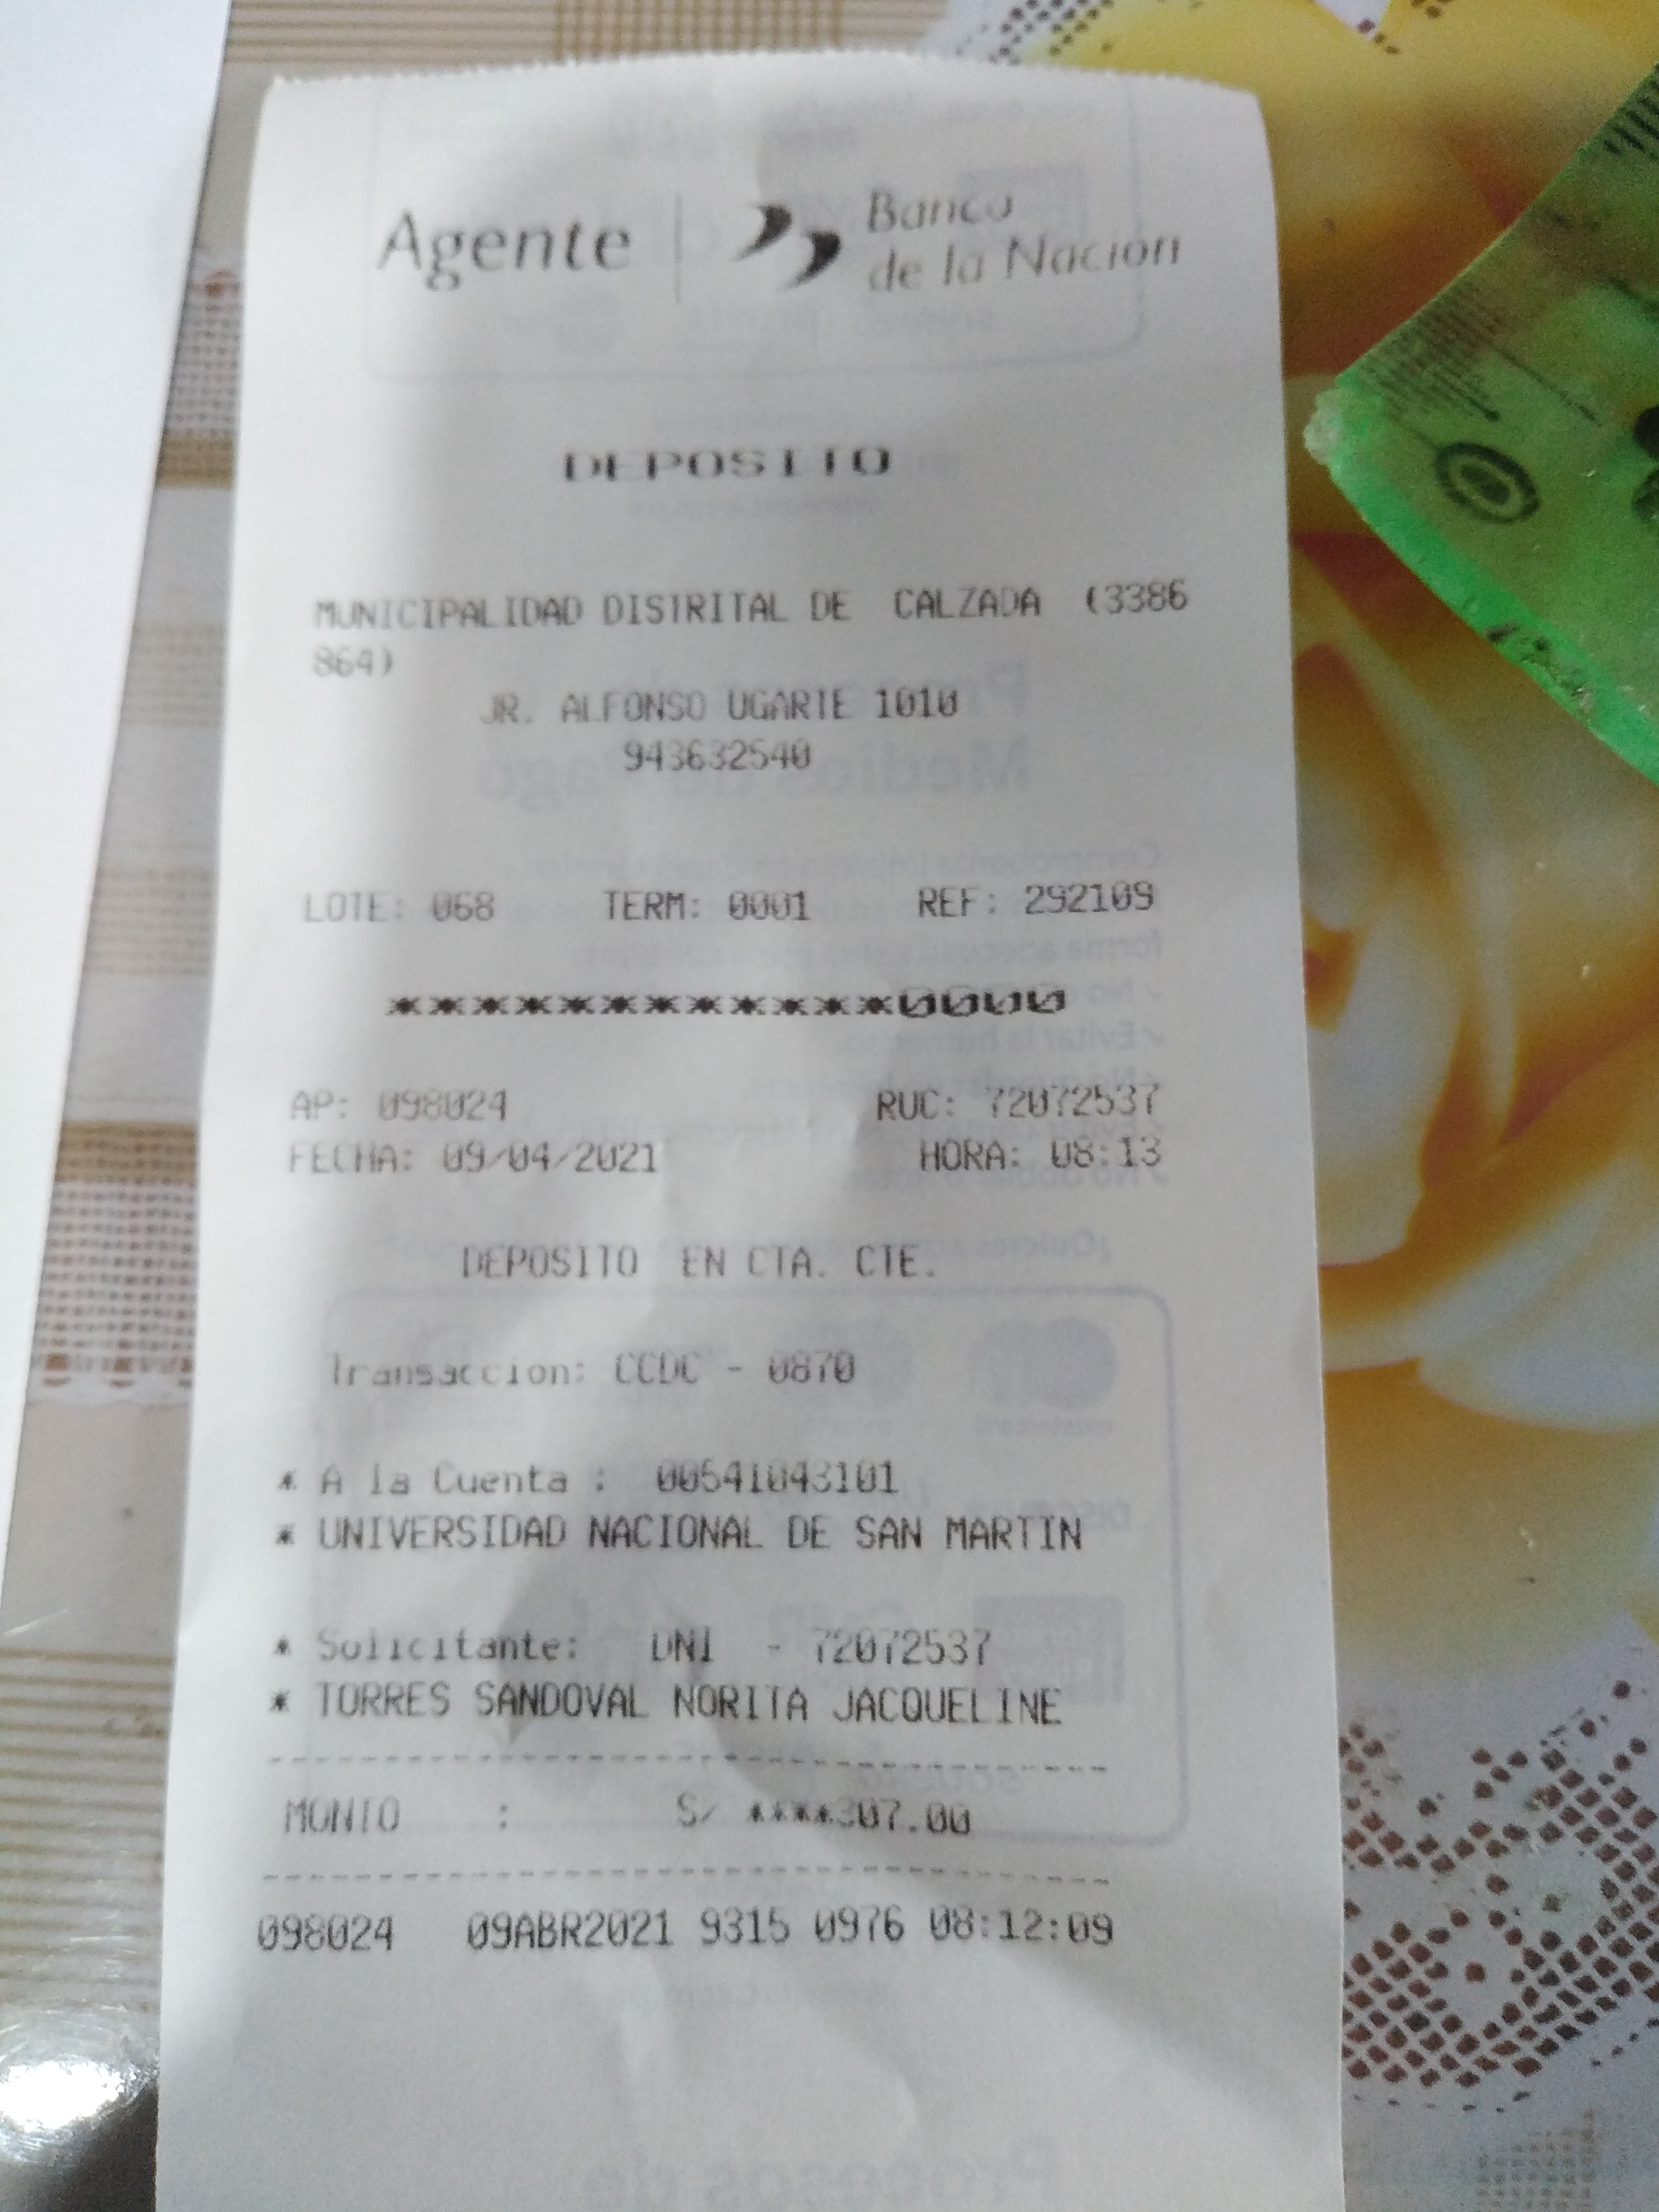 Agente | Banco de la Nación
DEPOSITO
MUNICIPALIDAD DISTRITAL DE CALZADA (3386
864)
JR. ALFONSO UGARTE 1010
943632540
LOTE: 068 TERM: 0001 REF: 292109
************0000
AP: 098024 RUC: 72072537
FECHA: 09/04/2021 HORA: 08:13
DEPOSITO EN CTA. CTE.
Transaccion: CCDC - 0870
* A la Cuenta : 00541043101
* UNIVERSIDAD NACIONAL DE SAN MARTIN
* Solicitante: DNI - 72072537
* TORRES SANDOVAL NORITA JACQUELINE
MONTO : S/ ****307.00
098024 09ABR2021 9315 0976 08:12:09